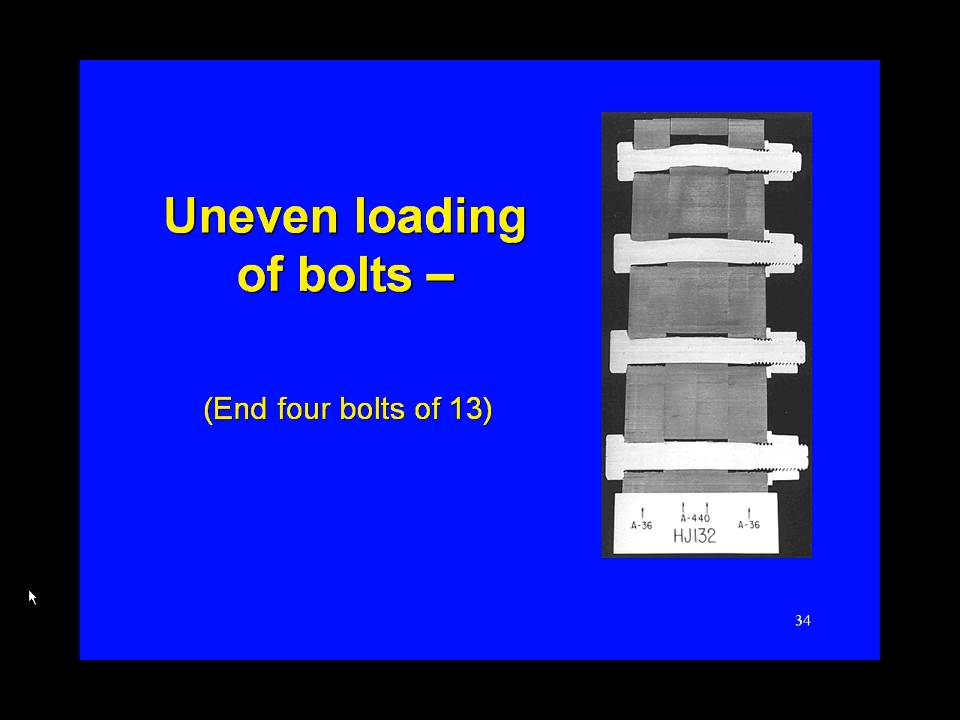 Uneven loading
of bolts –
(End four bolts of 13)
A-36 A-440 A-36
HJ132
34